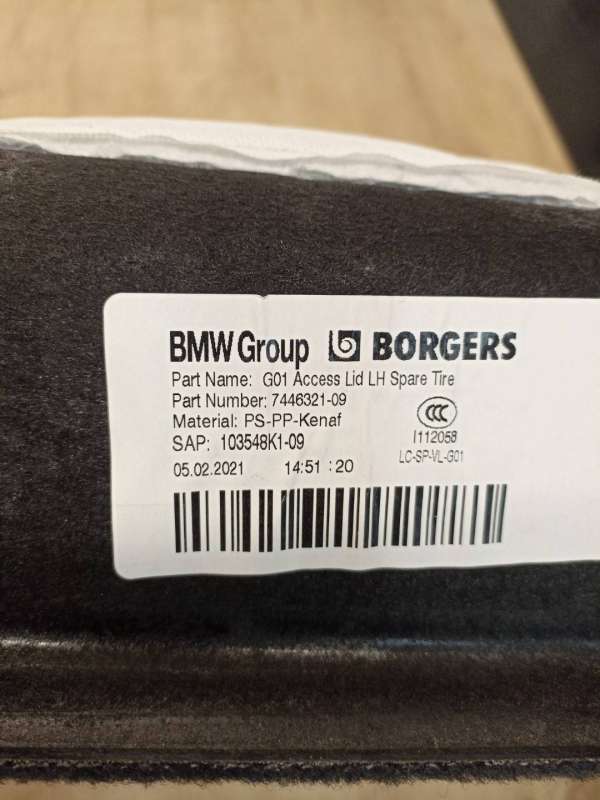 BMW Group BORGERS
Part Name: G01 Access Lid LH Spare Tire
Part Number: 7446321-09
Material: PS-PP-Kenaf
CCC
SAP: 103548K1-09
I112058
LC-SP-VL-G01
05.02.2021 14:51:20